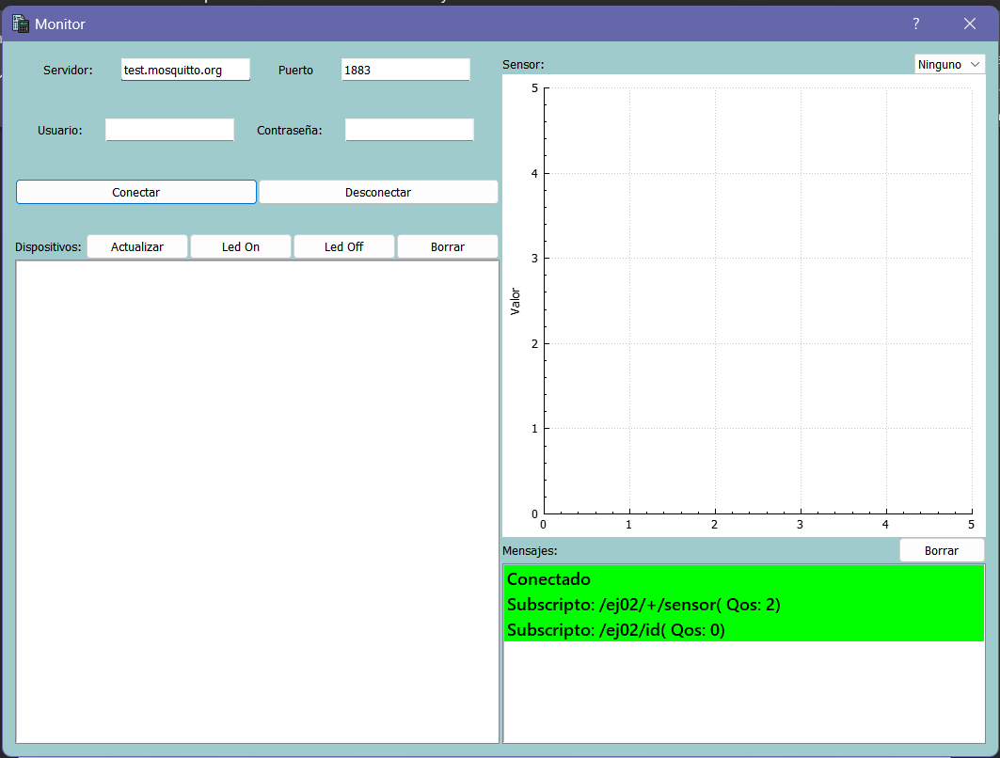 Monitor
Servidor: test.mosquitto.org Puerto 1883
Usuario: Contraseña:
Conectar Desconectar
Dispositivos: Actualizar Led On Led Off Borrar
Sensor: Ninguno
5
4
3
2
1
0
Valor
0 1 2 3 4 5
Mensajes: Borrar
Conectado
Subscripto: /ej02/+/sensor( Qos: 2)
Subscripto: /ej02/id( Qos: 0)